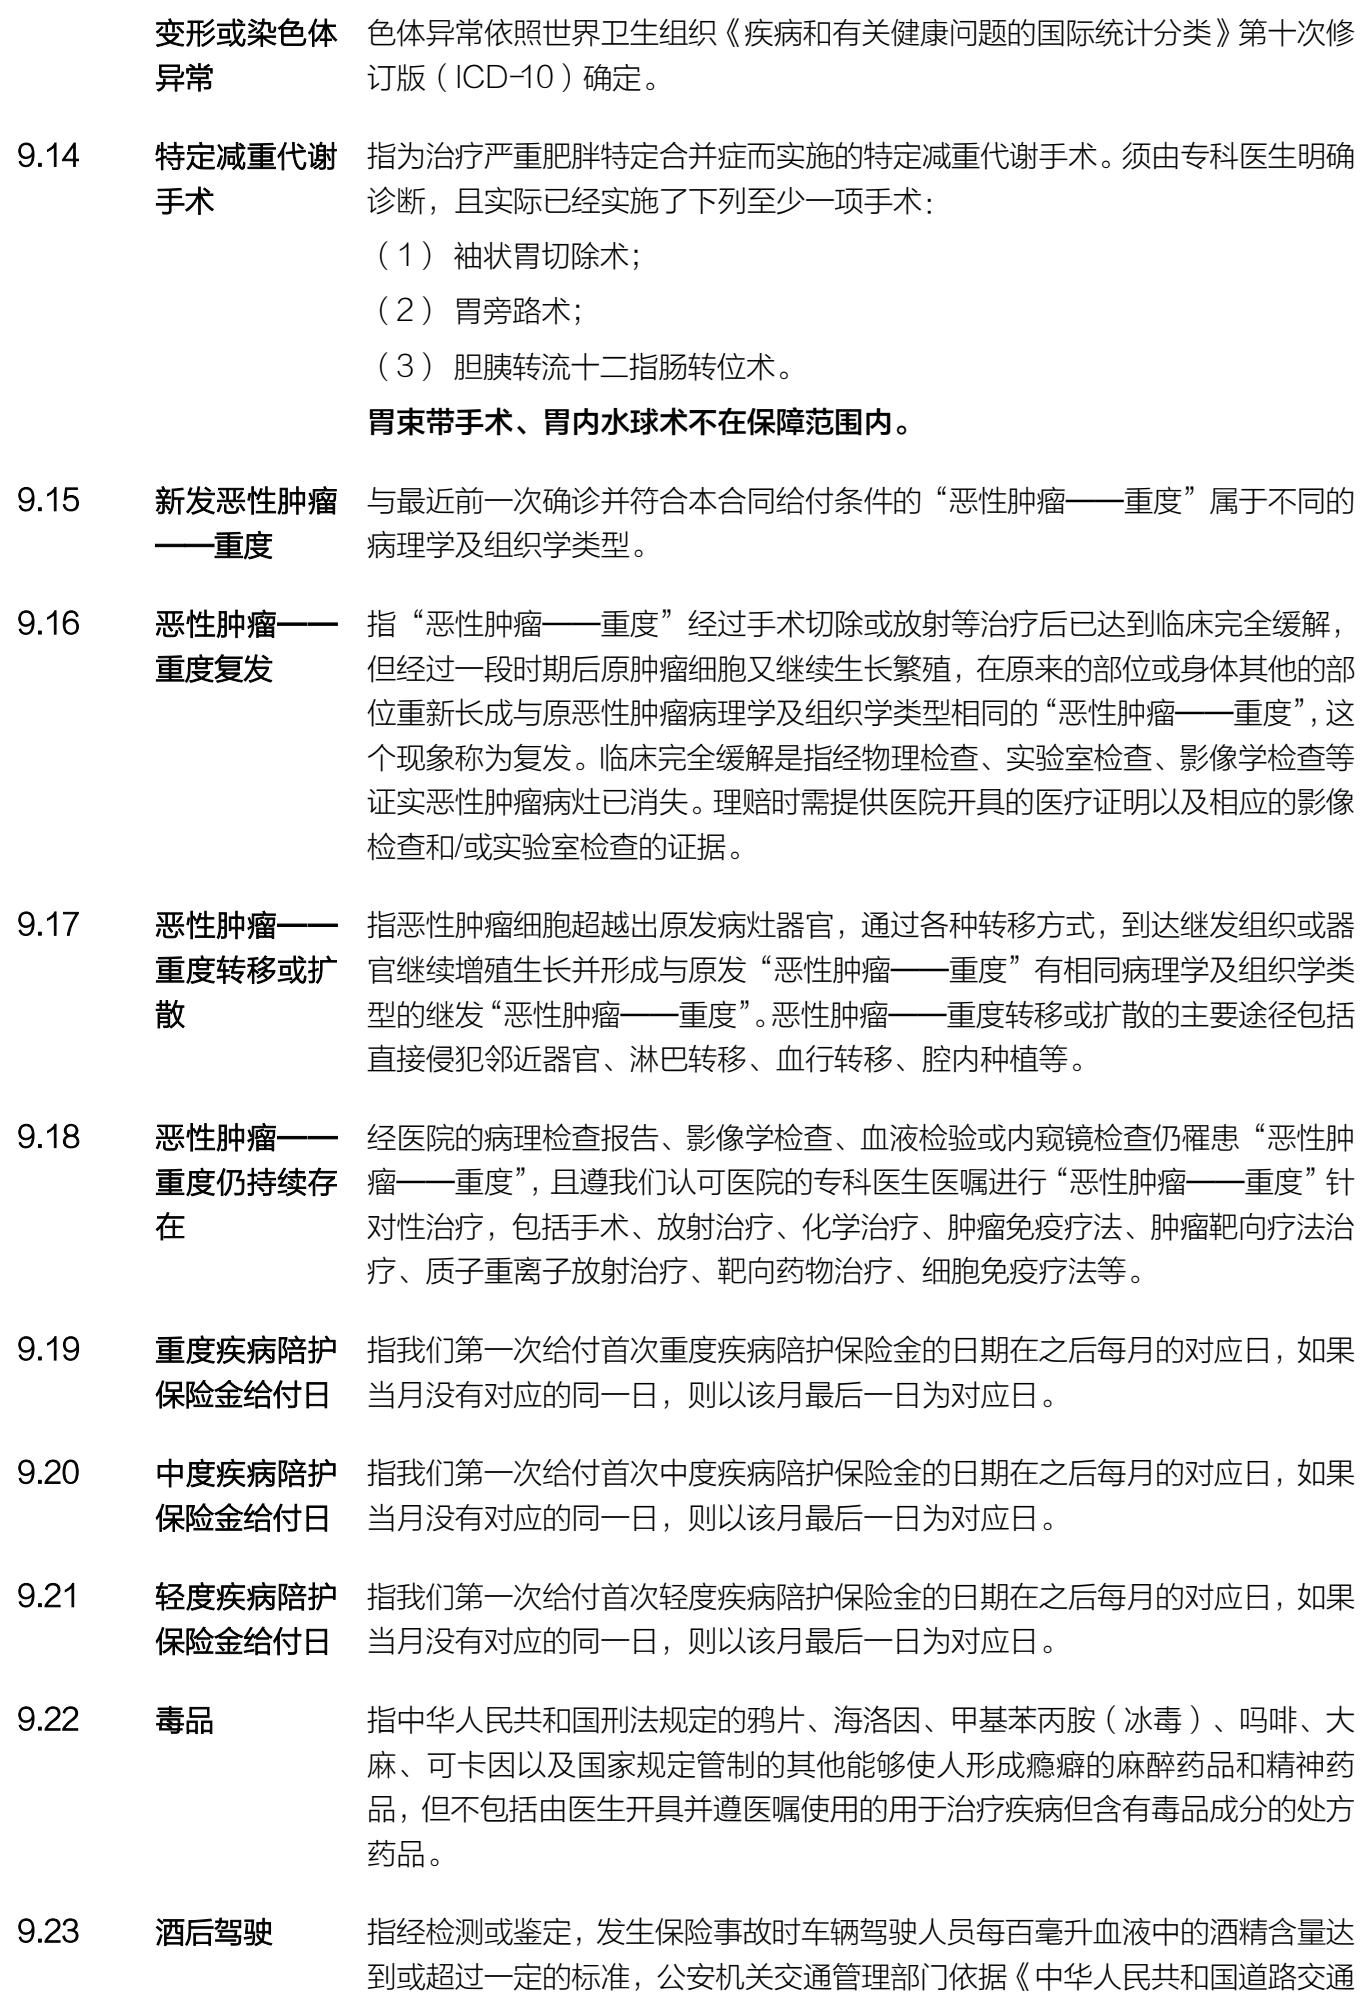 变形或染色体 色体异常依照世界卫生组织《疾病和有关健康问题的国际统计分类》第十次修
异常 订版（ICD-10）确定。
9.14 特定减重代谢 指为治疗严重肥胖特定合并症而实施的特定减重代谢手术。须由专科医生明确
手术 诊断，且实际已经实施了下列至少一项手术：
（1） 袖状胃切除术；
（2） 胃旁路术；
（3） 胆胰转流十二指肠转位术。
胃束带手术、胃内水球术不在保障范围内。
9.15 新发恶性肿瘤 与最近前一次确诊并符合本合同给付条件的“恶性肿瘤——重度”属于不同的
——重度 病理学及组织学类型。
9.16 恶性肿瘤—— 指“恶性肿瘤——重度”经过手术切除或放射等治疗后已达到临床完全缓解，
重度复发 但经过一段时期后原肿瘤细胞又继续生长繁殖，在原来的部位或身体其他的部
位重新长成与原恶性肿瘤病理学及组织学类型相同的“恶性肿瘤——重度”，这
个现象称为复发。临床完全缓解是指经物理检查、实验室检查、影像学检查等
证实恶性肿瘤病灶已消失。理赔时需提供医院开具的医疗证明以及相应的影像
检查和/或实验室检查的证据。
9.17 恶性肿瘤—— 指恶性肿瘤细胞超越出原发病灶器官，通过各种转移方式，到达继发组织或器
重度转移或扩 官继续增殖生长并形成与原发“恶性肿瘤——重度”有相同病理学及组织学类
散 型的继发“恶性肿瘤——重度”。恶性肿瘤——重度转移或扩散的主要途径包括
直接侵犯邻近器官、淋巴转移、血行转移、腔内种植等。
9.18 恶性肿瘤—— 经医院的病理检查报告、影像学检查、血液检验或内窥镜检查仍罹患“恶性肿
重度仍持续存 瘤——重度”，且遵我们认可医院的专科医生医嘱进行“恶性肿瘤——重度”针
在 对性治疗，包括手术、放射治疗、化学治疗、肿瘤免疫疗法、肿瘤靶向疗法治
疗、质子重离子放射治疗、靶向药物治疗、细胞免疫疗法等。
9.19 重度疾病陪护 指我们第一次给付首次重度疾病陪护保险金的日期在之后每月的对应日，如果
保险金给付日 当月没有对应的同一日，则以该月最后一日为对应日。
9.20 中度疾病陪护 指我们第一次给付首次中度疾病陪护保险金的日期在之后每月的对应日，如果
保险金给付日 当月没有对应的同一日，则以该月最后一日为对应日。
9.21 轻度疾病陪护 指我们第一次给付首次轻度疾病陪护保险金的日期在之后每月的对应日，如果
保险金给付日 当月没有对应的同一日，则以该月最后一日为对应日。
9.22 毒品 指中华人民共和国刑法规定的鸦片、海洛因、甲基苯丙胺（冰毒）、吗啡、大
麻、可卡因以及国家规定管制的其他能够使人形成瘾癖的麻醉药品和精神药
品，但不包括由医生开具并遵医嘱使用的用于治疗疾病但含有毒品成分的处方
药品。
9.23 酒后驾驶 指经检测或鉴定，发生保险事故时车辆驾驶人员每百毫升血液中的酒精含量达
到或超过一定的标准，公安机关交通管理部门依据《中华人民共和国道路交通